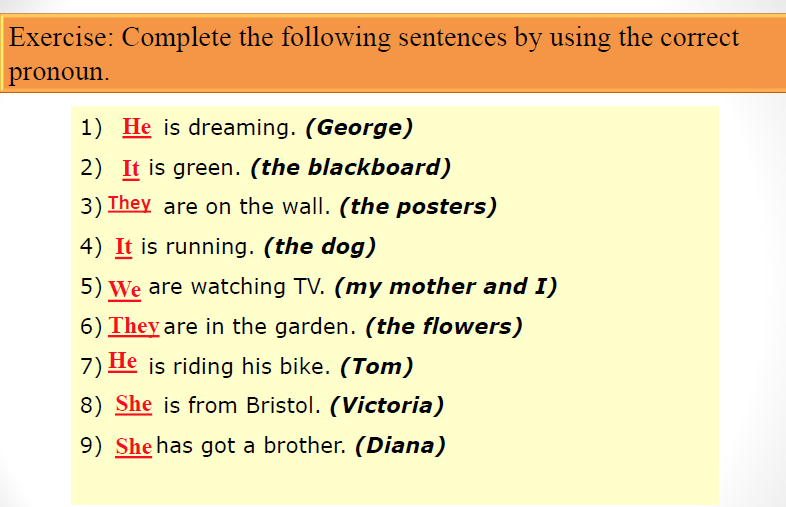 Exercise: Complete the following sentences by using the correct
pronoun.
1) He is dreaming. (George)
2) It is green. (the blackboard)
3) They are on the wall. (the posters)
4) It is running. (the dog)
5) We are watching TV. (my mother and I)
6) They are in the garden. (the flowers)
7) He is riding his bike. (Tom)
8) She is from Bristol. (Victoria)
9) She has got a brother. (Diana)